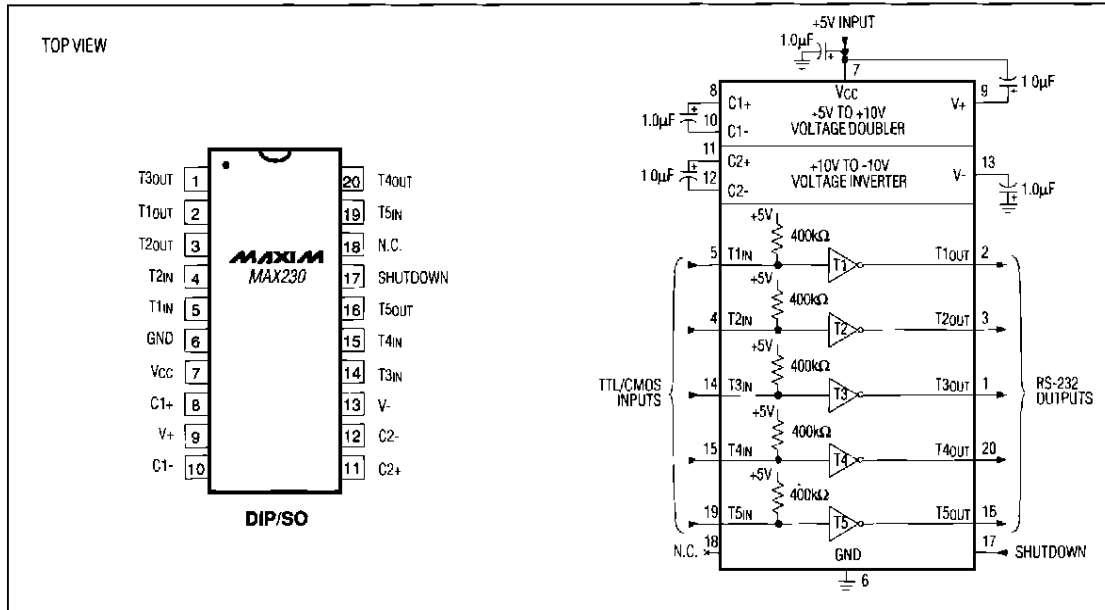 TOP VIEW
T3OUT 1
T1OUT 2
T2OUT 3
T2IN 4
T1IN 5
GND 6
VCC 7
C1+ 8
V+ 9
C1- 10
20 T4OUT
19 T5IN
18 N.C.
17 SHUTDOWN
16 T5OUT
15 T4IN
14 T3IN
13 V-
12 C2-
11 C2+
MAXIM
MAX230
DIP/SO
+5V INPUT
1.0µF
7
1.0µF
8 C1+
1.0µF
10 C1-
VCC
+5V TO +10V
VOLTAGE DOUBLER
V+ 9
11 C2+
1.0µF
12 C2-
+10V TO -10V
VOLTAGE INVERTER
V- 13
1.0µF
+5V
400kΩ
5 T1IN T1 T1OUT 2
+5V
400kΩ
4 T2IN T2 T2OUT 3
+5V
400kΩ
14 T3IN T3 T3OUT 1
+5V
400kΩ
15 T4IN T4 T4OUT 20
+5V
400kΩ
19 T5IN T5 T5OUT 16
TTL/CMOS
INPUTS
RS-232
OUTPUTS
N.C. 18
GND
17 SHUTDOWN
6